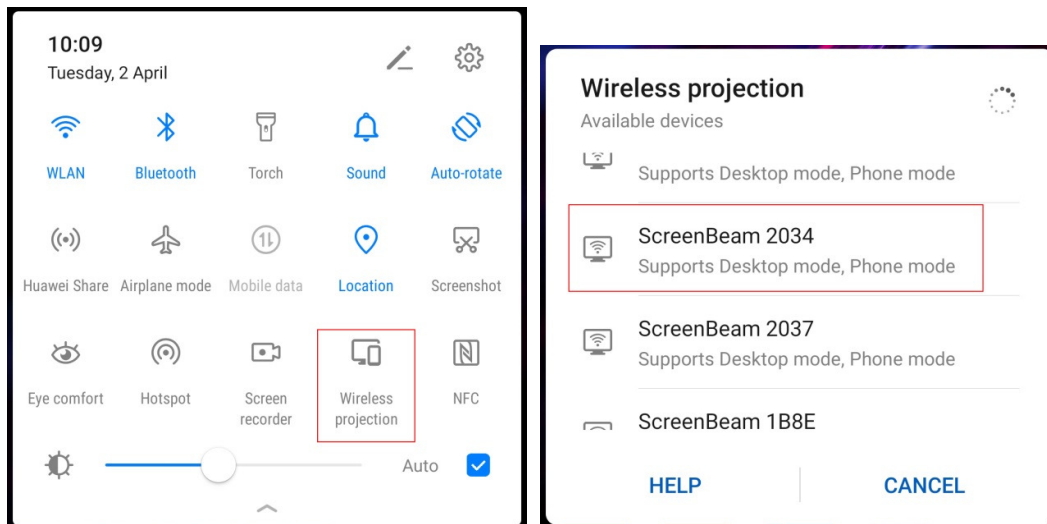 10:09
Tuesday, 2 April
WLAN
Bluetooth
Torch
Sound
Auto-rotate
Huawei Share
Airplane mode
Mobile data
Location
Screenshot
Eye comfort
Hotspot
Screen
recorder
Wireless
projection
NFC
Auto
Wireless projection
Available devices
Supports Desktop mode, Phone mode
ScreenBeam 2034
Supports Desktop mode, Phone mode
ScreenBeam 2037
Supports Desktop mode, Phone mode
ScreenBeam 1B8E
HELP
CANCEL